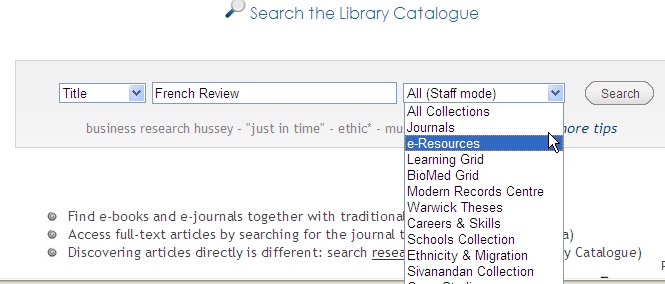 Search the Library Catalogue
Title French Review All (Staff mode) Search
All Collections
business research hussey - "just in time" - ethic* - more tips
Journals
e-Resources
Learning Grid
BioMed Grid
Modern Records Centre
Warwick Theses
Careers & Skills
Schools Collection
Ethnicity & Migration
Sivanandan Collection
Find e-books and e-journals together with
Access full-text articles by searching for the journal
Discovering articles directly is different: search Catalogue)